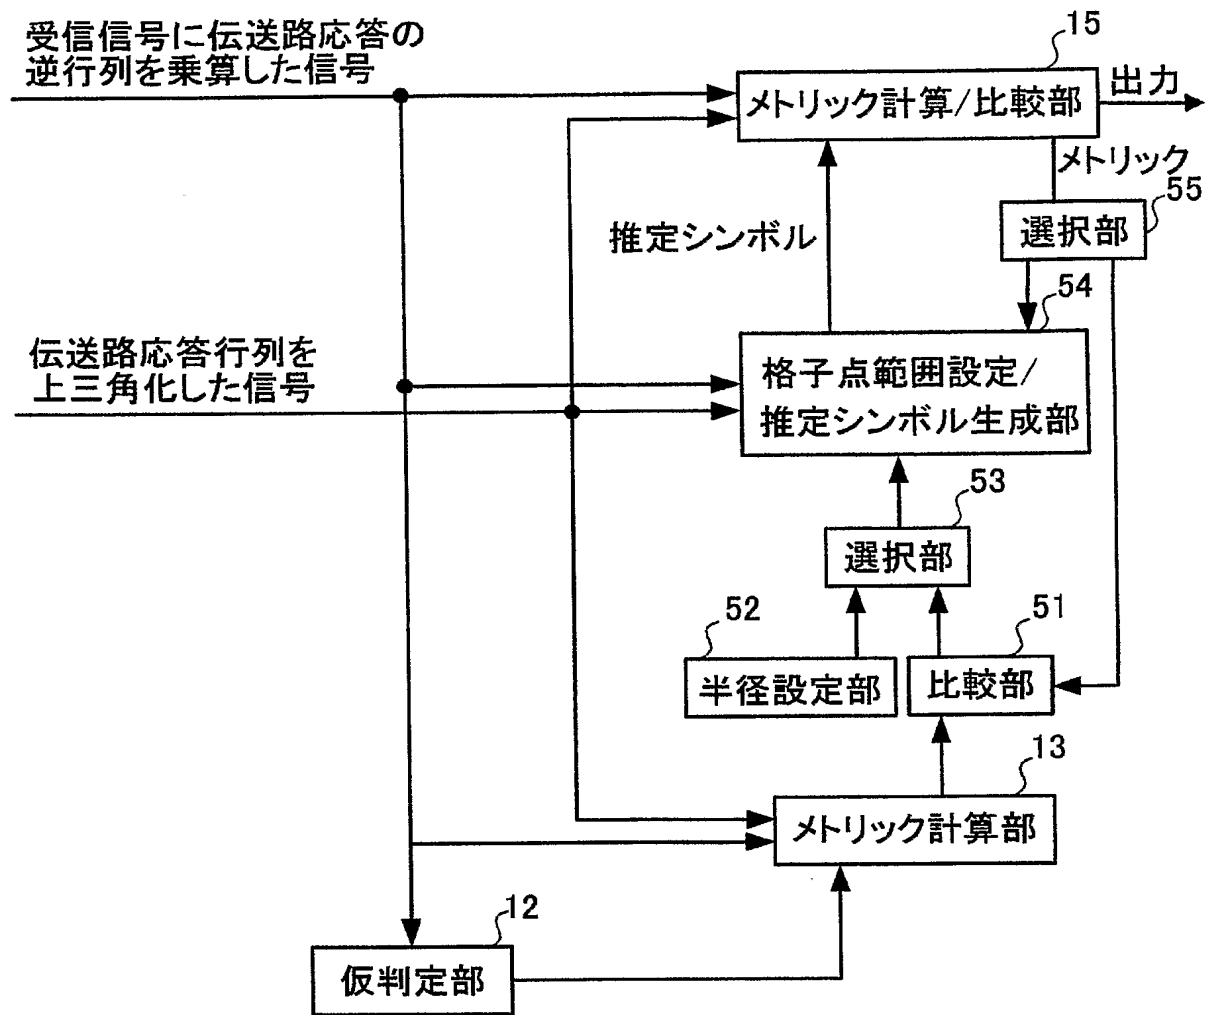 受信信号に伝送路応答の
逆行列を乗算した信号
15
メトリック計算/比較部
出力
メトリック
55
選択部
推定シンボル
54
伝送路応答行列を
上三角化した信号
格子点範囲設定/
推定シンボル生成部
53
選択部
52
半径設定部
51
比較部
13
メトリック計算部
12
仮判定部